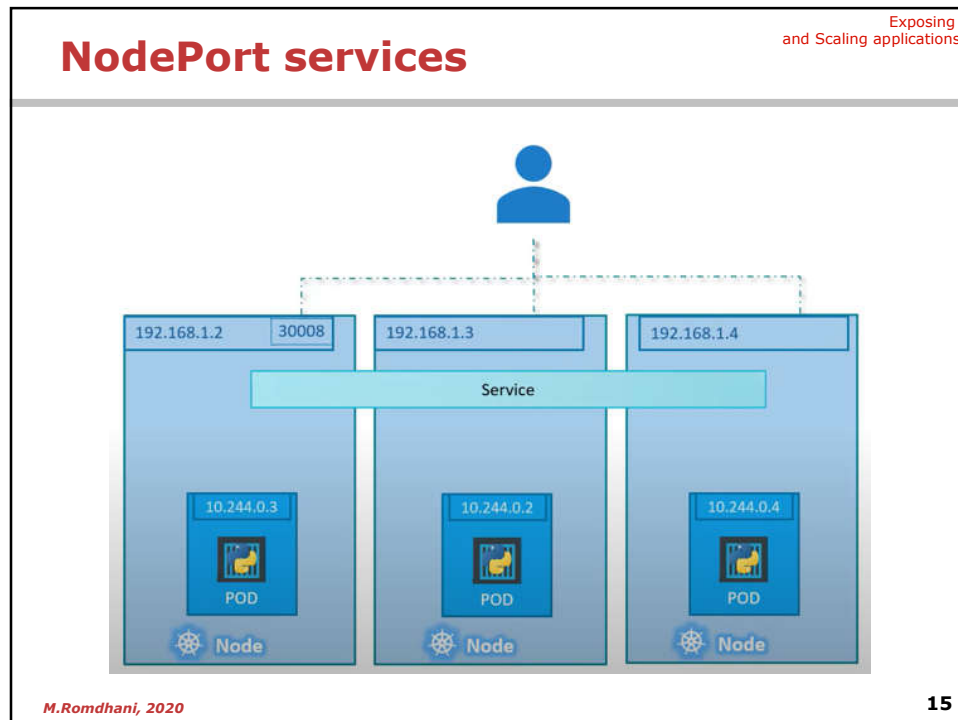 Exposing
and Scaling applications
NodePort services
192.168.1.2 30008 192.168.1.3 192.168.1.4
Service
10.244.0.3 10.244.0.2 10.244.0.4
POD POD POD
Node Node Node
M.Romdhani, 2020 15